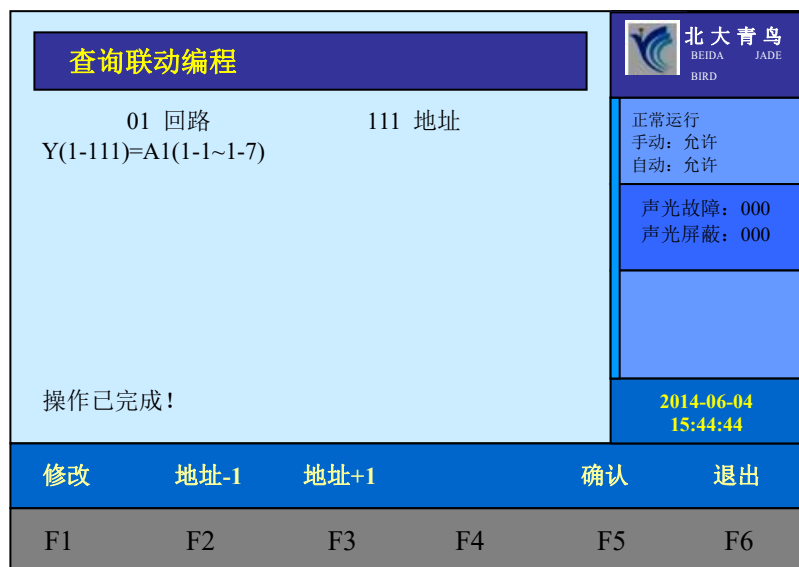 查询联动编程
01 回路 111 地址
Y(1-111)=A1(1-1~1-7)
操作已完成！
北大青鸟
BEIDA JADE
BIRD
正常运行
手动：允许
自动：允许
声光故障：000
声光屏蔽：000
2014-06-04
15:44:44
修改 地址-1 地址+1 确认 退出
F1 F2 F3 F4 F5 F6